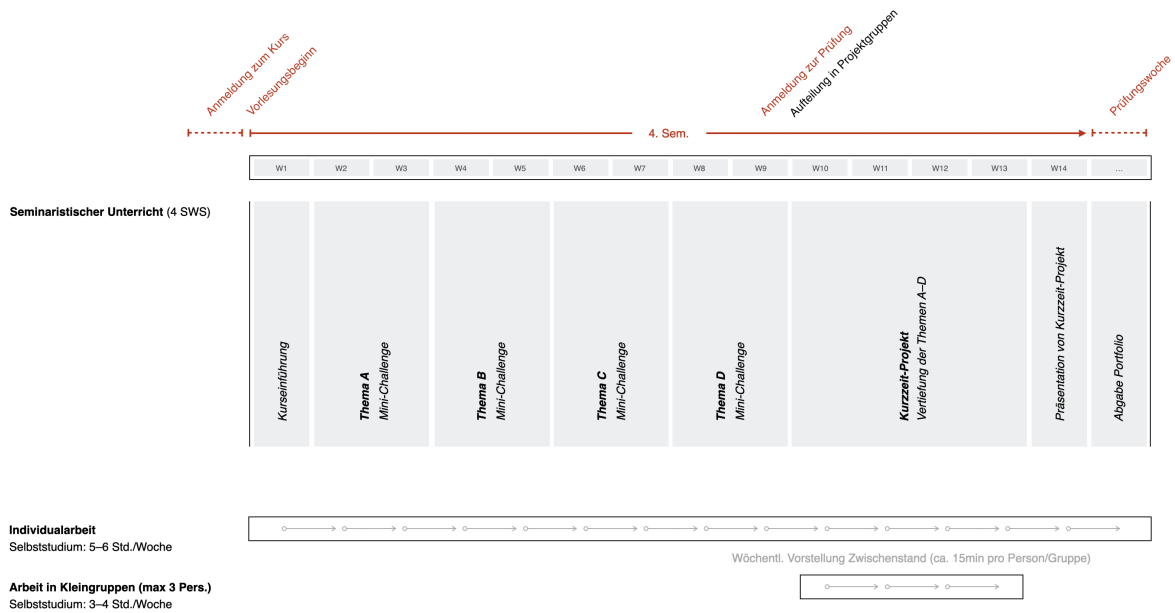 Anmeldung zum Kurs
Vorlesungsbeginn
Anmeldung zur Prüfung
Aufteilung in Projektgruppen
Prüfungswoche
4. Sem.
W1 W2 W3 W4 W5 W6 W7 W8 W9 W10 W11 W12 W13 W14 ...
Seminaristischer Unterricht (4 SWS)
Kurseinführung
Thema A
Mini-Challenge
Thema B
Mini-Challenge
Thema C
Mini-Challenge
Thema D
Mini-Challenge
Kurzzeit-Projekt
Vertiefung der Themen A–D
Präsentation von Kurzzeit-Projekt
Abgabe Portfolio
Individualarbeit
Selbststudium: 5–6 Std./Woche
Wöchentl. Vorstellung Zwischenstand (ca. 15min pro Person/Gruppe)
Arbeit in Kleingruppen (max 3 Pers.)
Selbststudium: 3–4 Std./Woche